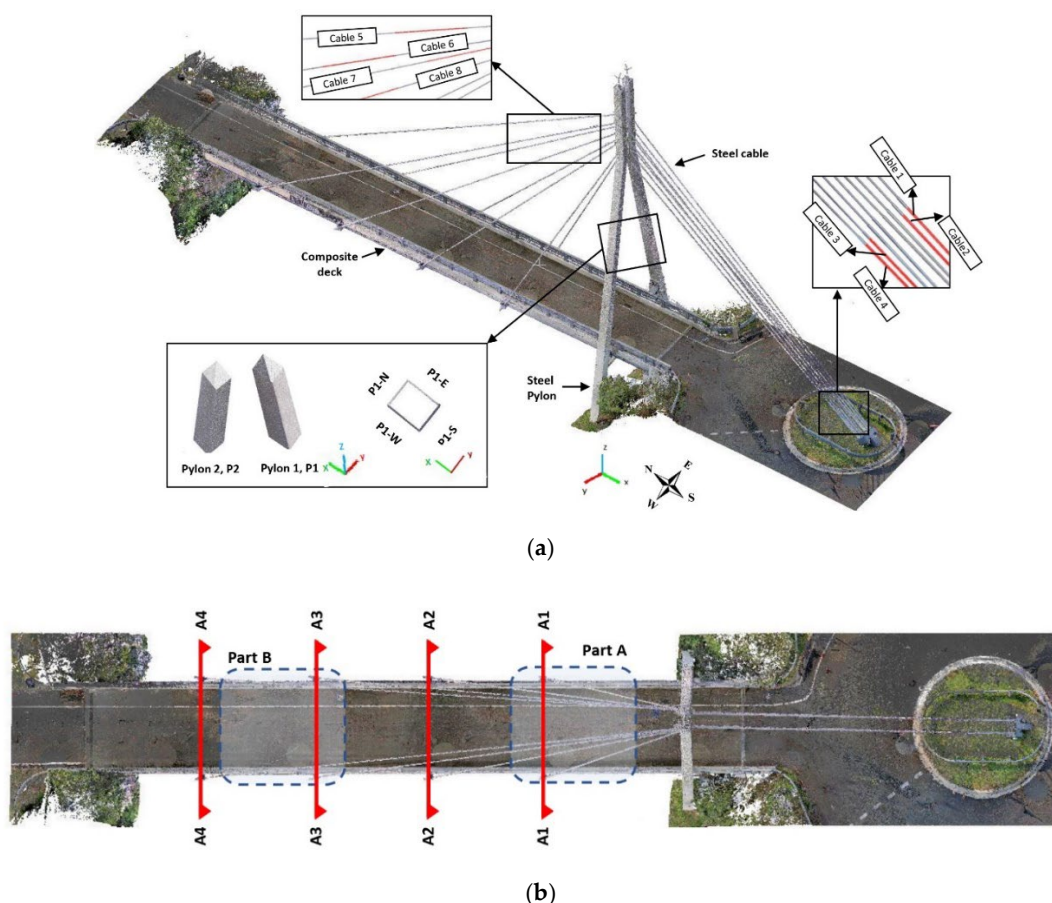 Cable 5
Cable 6
Cable 7
Cable 8
Steel cable
Cable 1
Cable2
Cable 3
Cable 4
Composite
deck
Steel
Pylon
P1-N
P1-E
P1-W
P1-S
Pylon 2, P2
Pylon 1, P1
Z
X
Y
X
Y
z
y
x
N
E
W
S
(a)
A4
A3
A2
A1
Part B
Part A
A4
A3
A2
A1
(b)